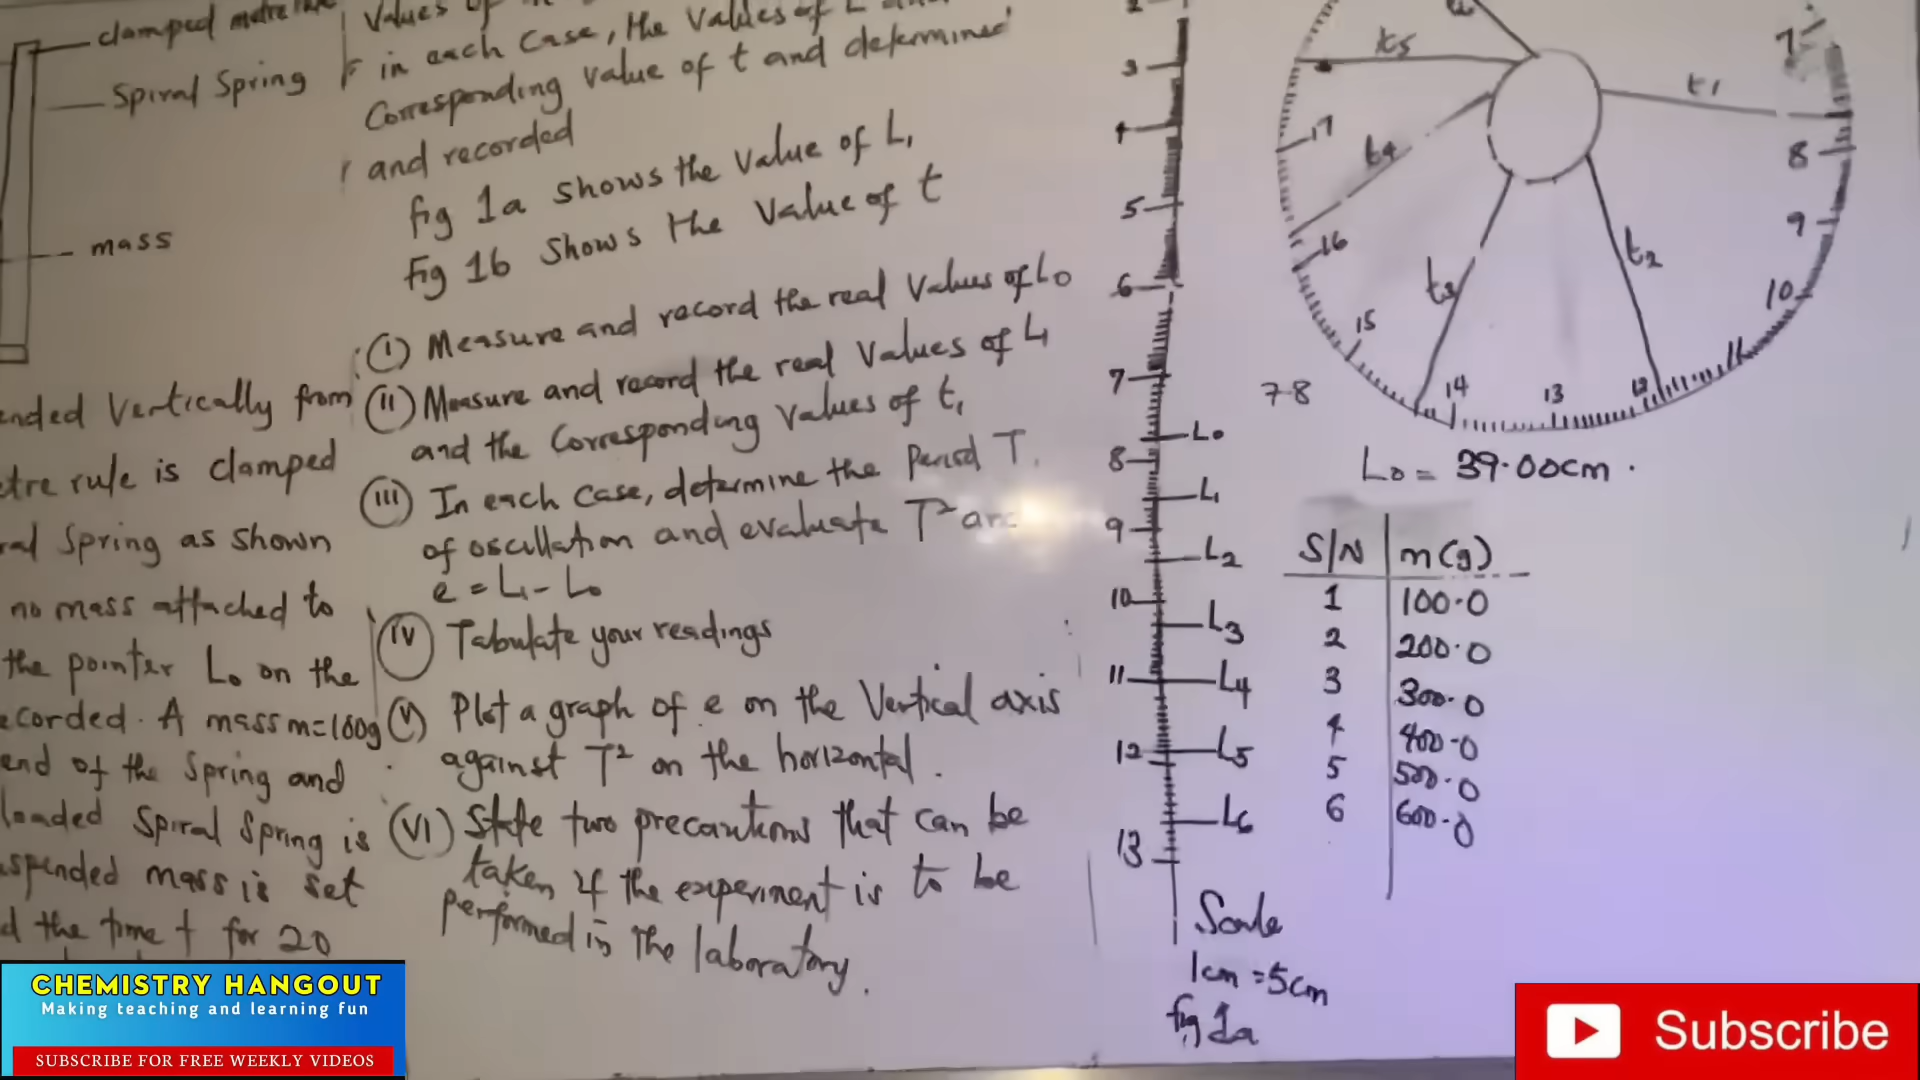 clamped metre rule
Spiral Spring
mass
ended Vertically from
etre rule is clamped
ral Spring as shown
no mass attached to
the pointer L0 on the
ecorded. A mass m=100g
end of the Spring and
loaded Spiral Spring is
uspended mass is set
d the time t for 20
Values of
in each case, the values of L and
Corresponding value of t and determined
and recorded
fig 1a shows the value of L,
fig 1b shows the value of t
(i) Measure and record the real values of L0
(ii) Measure and record the real values of L1
and the Corresponding values of t,
(iii) In each case, determine the period T.
of oscillation and evaluate T² and
e = L1 - L0
(iv) Tabulate your readings
(v) Plot a graph of e on the Vertical axis
against T² on the horizontal.
(vi) State two precautions that can be
taken if the experiment is to be
performed in the laboratory.
2
3
4
5
6
7
L0
8
L1
9
L2
10
L3
11
L4
12
L5
L6
13
Scale
1cm = 5cm
fig 1a
t5
t1
7
17
8
t4
9
16
t2
t3
10
15
11
14
13
12
7-8
L0 = 39.00cm.
S/N m(g)
1 100.0
2 200.0
3 300.0
4 400.0
5 500.0
6 600.0
CHEMISTRY HANGOUT
Making teaching and learning fun
SUBSCRIBE FOR FREE WEEKLY VIDEOS
Subscribe